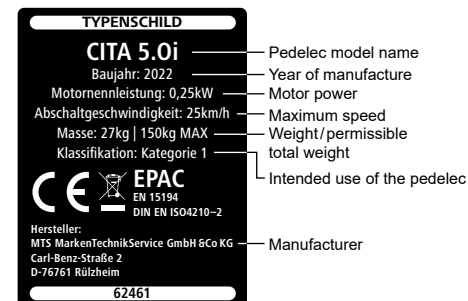 TYPENSCHILD
CITA 5.0i
Baujahr: 2022
Motornennleistung: 0,25kW
Abschaltgeschwindigkeit: 25km/h
Masse: 27kg | 150kg MAX
Klassifikation: Kategorie 1
CE
EPAC
EN 15194
DIN EN ISO4210–2
Hersteller:
MTS MarkenTechnikService GmbH &Co KG
Carl-Benz-Straße 2
D-76761 Rülzheim
62461
Pedelec model name
Year of manufacture
Motor power
Maximum speed
Weight/permissible
total weight
Intended use of the pedelec
Manufacturer